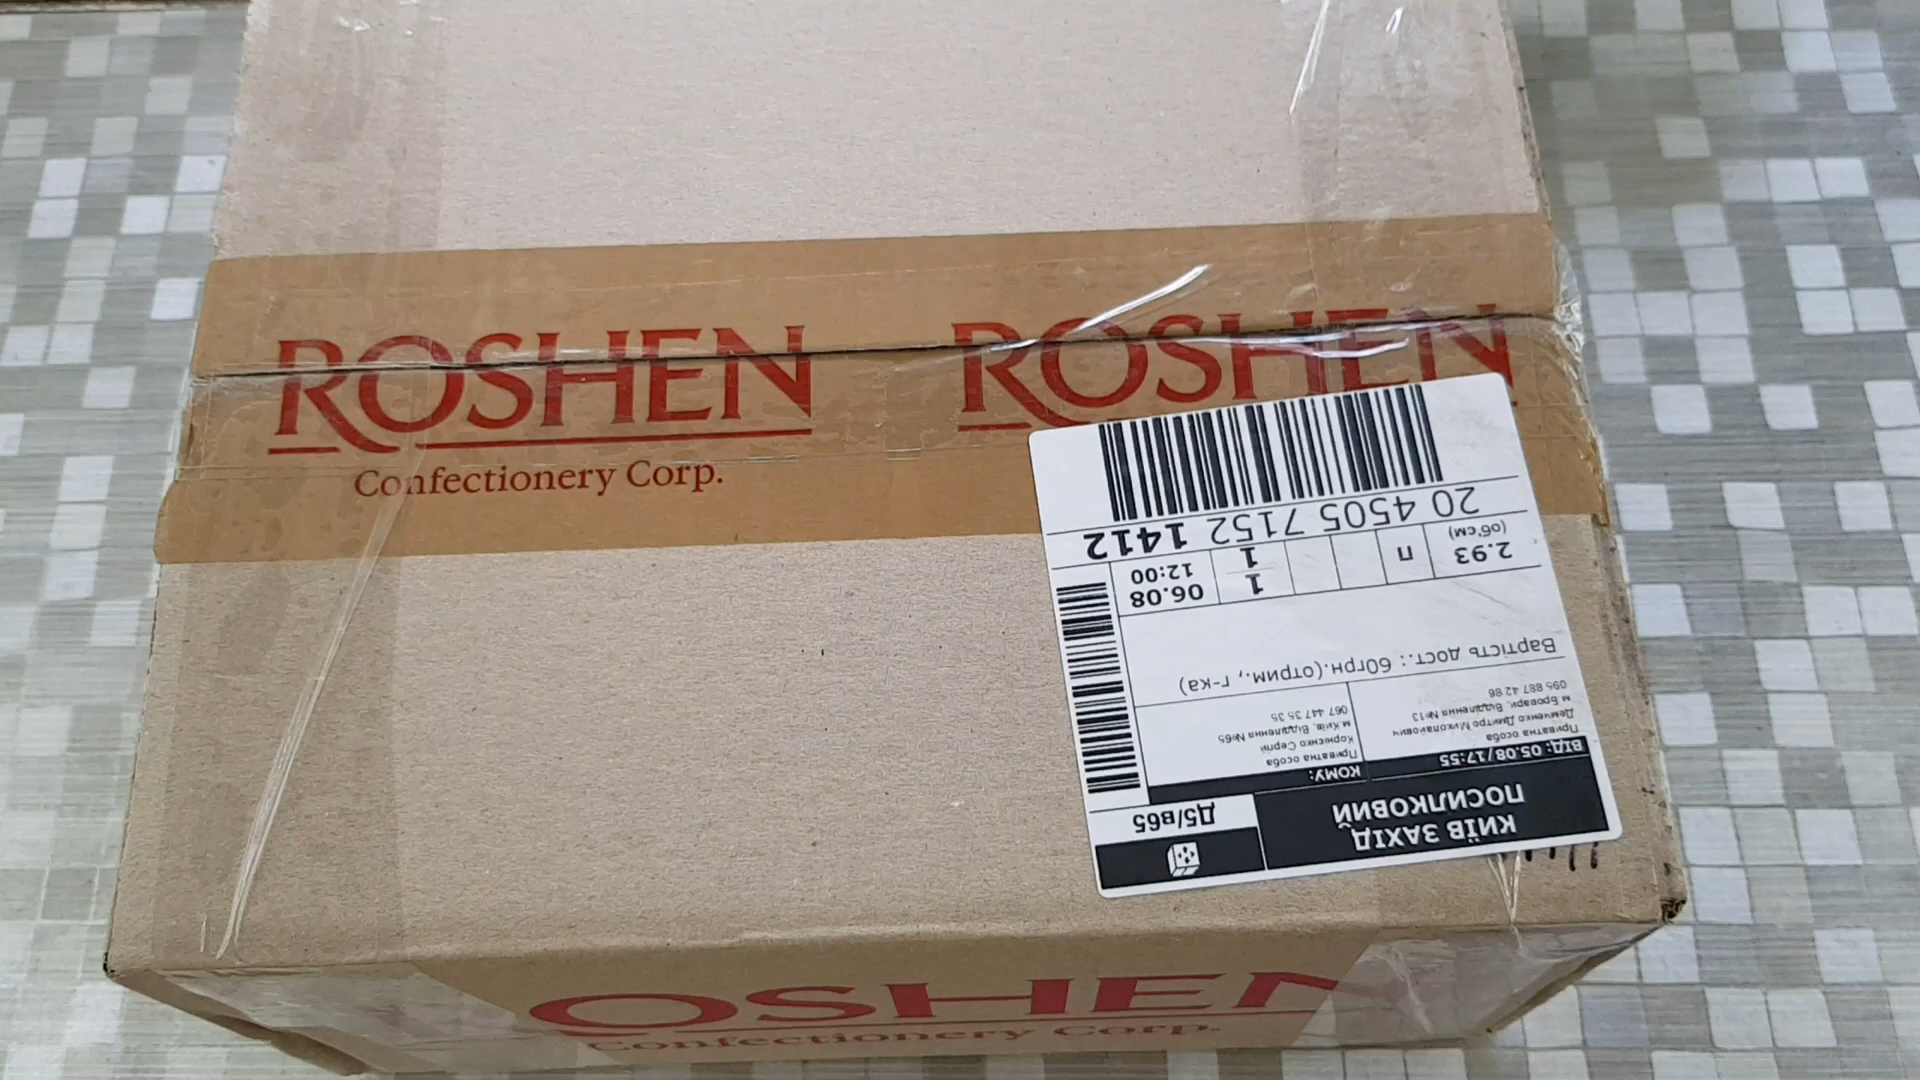 ROSHEN ROSHEN
Confectionery Corp.
КИЇВ ЗАХІД
ПОСИЛКОВИЙ
Д5/в65
ВІД: 05.08/17:55
КОМУ:
Приватна особа
Демченко Дмитро Миколайович
м Бровари, Відділення №13
095 887 42 86
Приватна особа
Корнієнко Сергій
м Київ, Відділення №65
067 447 35 35
Вартість дост.: 60грн.(отрим., г-ка)
2.93
(об'єм)
П
1
1
06.08
12:00
20 4505 7152 1412
OSHEN
Confectionery Corp.